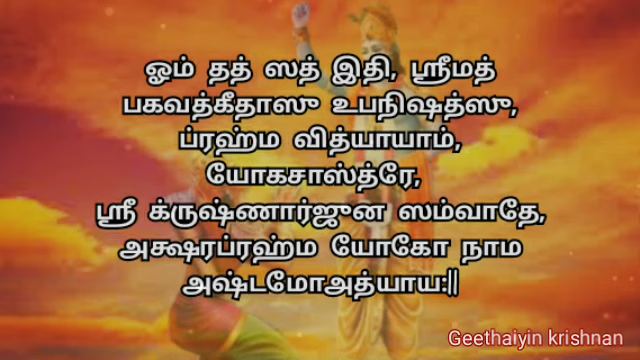 ஓம் தத் ஸத் இதி, ஸ்ரீமத்
பகவத்கீதாஸு உபநிஷத்ஸு,
ப்ரஹ்ம வித்யாயாம்,
யோகசாஸ்த்ரே,
ஸ்ரீ க்ருஷ்ணார்ஜுன ஸம்வாதே,
அக்ஷரப்ரஹ்ம யோகோ நாம
அஷ்டமோஅத்யாய:||
Geethaiyin krishnan